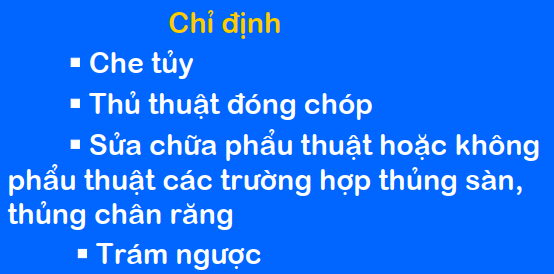 Chỉ định
▪ Che tủy
▪ Thủ thuật đóng chóp
▪ Sửa chữa phẩu thuật hoặc không
phẩu thuật các trường hợp thủng sàn,
thủng chân răng
▪ Trám ngược